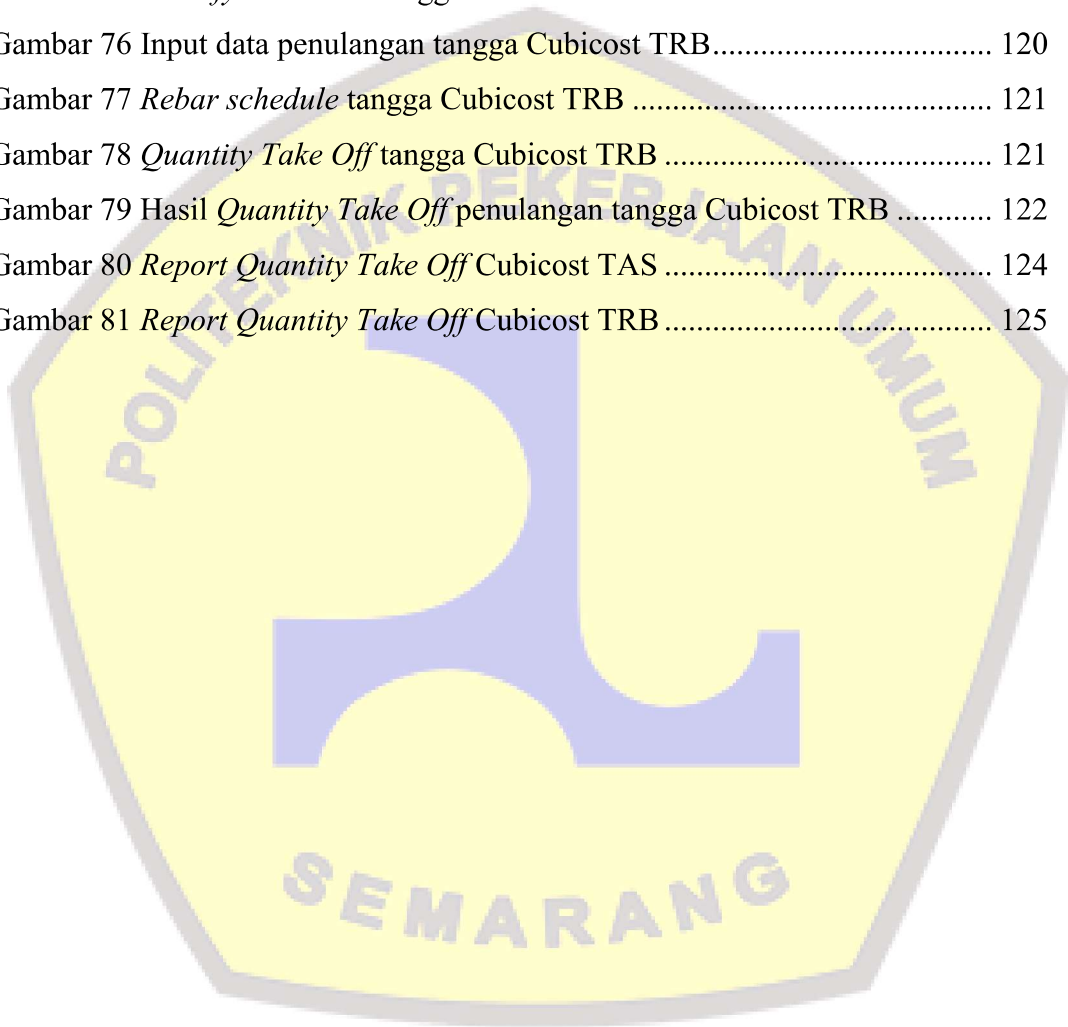 Gambar 76 Input data penulangan tangga Cubicost TRB.................................. 120
Gambar 77 Rebar schedule tangga Cubicost TRB ............................................ 121
Gambar 78 Quantity Take Off tangga Cubicost TRB ........................................ 121
Gambar 79 Hasil Quantity Take Off penulangan tangga Cubicost TRB ............ 122
Gambar 80 Report Quantity Take Off Cubicost TAS ........................................ 124
Gambar 81 Report Quantity Take Off Cubicost TRB ........................................ 125
POLITEKNIK PEKERJAAN UMUM
SEMARANG